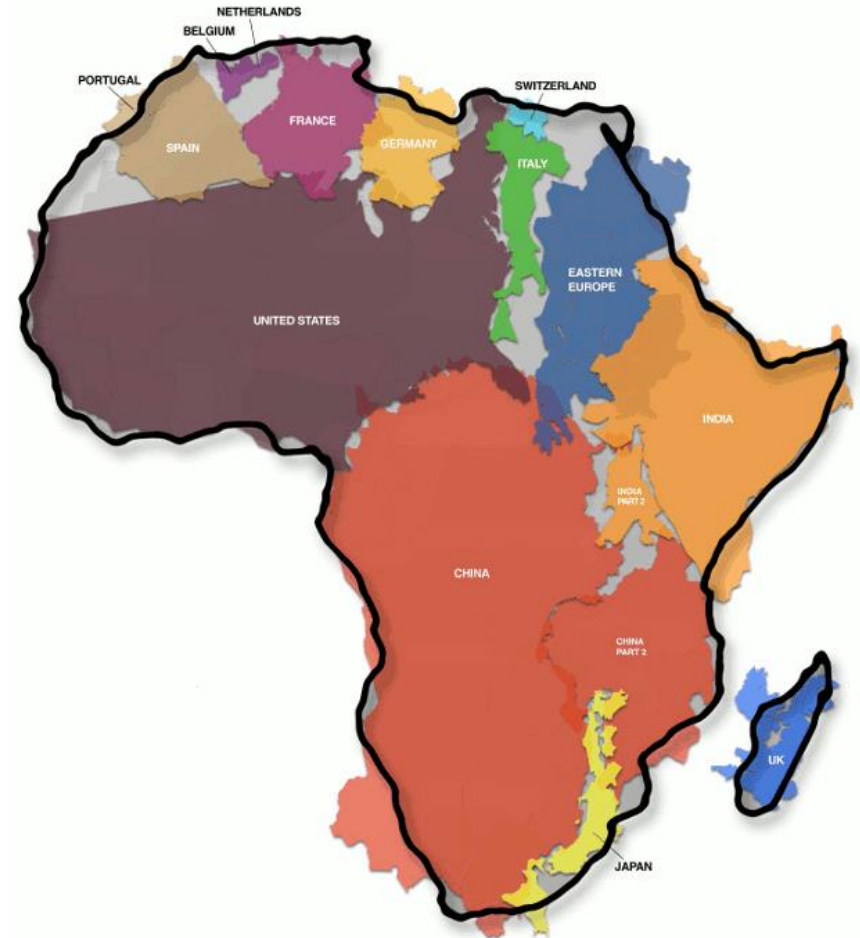 NETHERLANDS
BELGIUM
PORTUGAL
SWITZERLAND
FRANCE
SPAIN
GERMANY
ITALY
EASTERN
EUROPE
UNITED STATES
INDIA
INDIA
PART 2
CHINA
CHINA
PART 2
UK
JAPAN